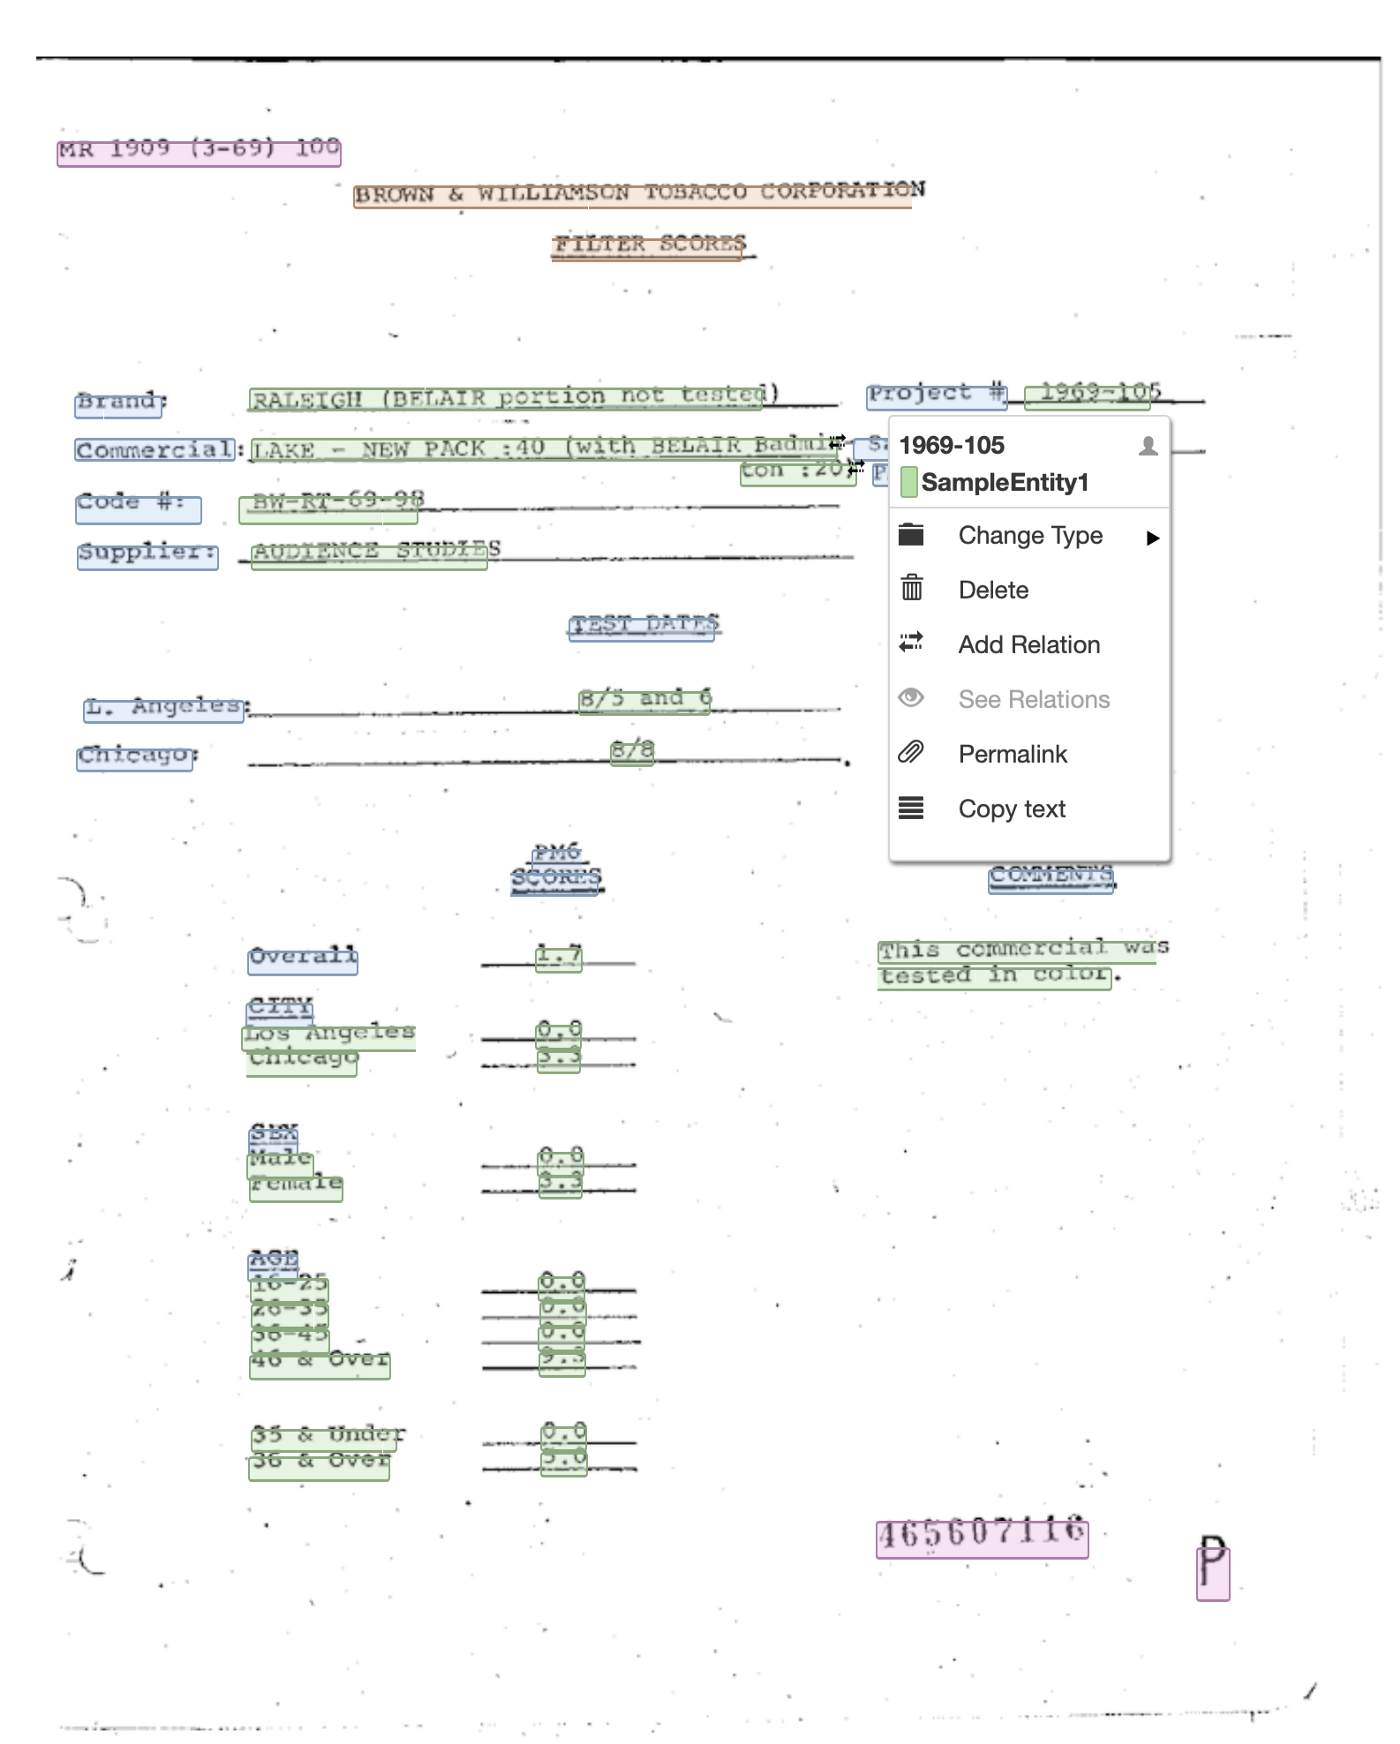 MR 1909 (3-69) 100
BROWN & WILLIAMSON TOBACCO CORPORATION
FILTER SCORES
Brand: RALEIGH (BELAIR portion not tested) Project # 1969-105
Commercial: LAKE - NEW PACK :40 (with BELAIR Badmin-
ton :20)
Code #: BW-RT-69-98
Supplier: AUDIENCE STUDIES
1969-105
SampleEntity1
Change Type
Delete
Add Relation
See Relations
Permalink
Copy text
TEST DATES
L. Angeles: 8/5 and 6
Chicago: 8/8
PM6
SCORES
COMMENTS
Overall 1.7
This commercial was
tested in color.
CITY
Los Angeles 0.0
Chicago 3.3
SEX
Male 0.0
Female 3.3
AGE
16-25 0.0
26-35 0.0
36-45 0.0
46 & Over 9.5
35 & Under 0.0
36 & Over 5.0
465607116
P